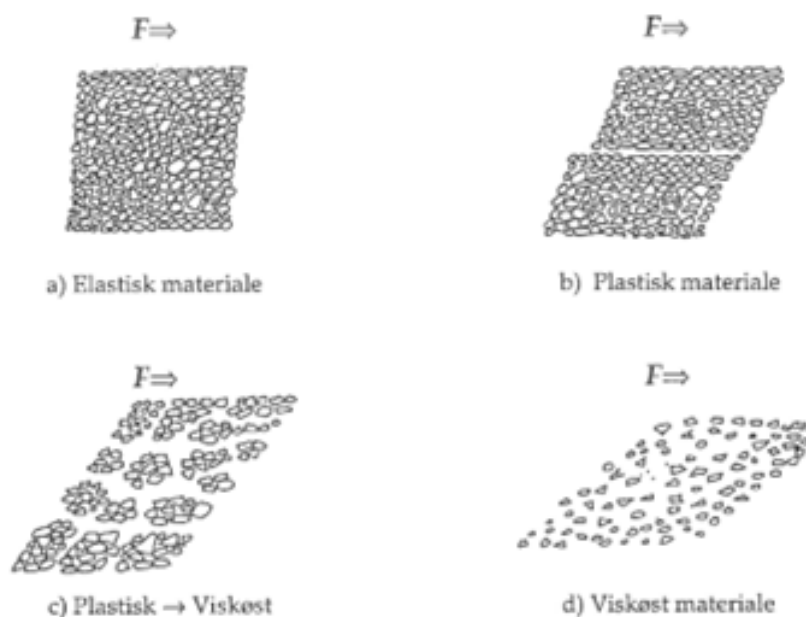 F⇒
F⇒
a) Elastisk materiale
b) Plastisk materiale
F⇒
F⇒
c) Plastisk → Viskøst
d) Viskøst materiale